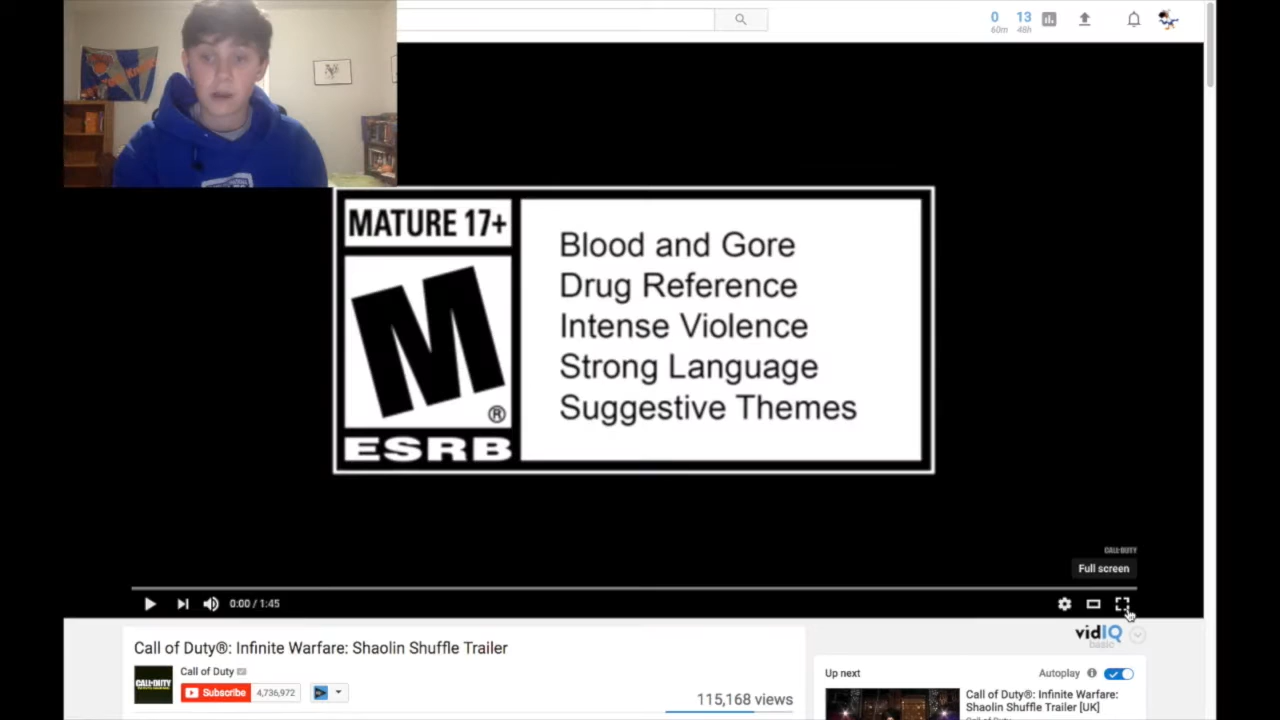 0 13
60m 48h
MATURE 17+
M
®
ESRB
Blood and Gore
Drug Reference
Intense Violence
Strong Language
Suggestive Themes
CALL·DUTY
Full screen
0:00 / 1:45
vidIQ
basic
Call of Duty®: Infinite Warfare: Shaolin Shuffle Trailer
CALL·DUTY
Call of Duty
Subscribe 4,736,972
115,168 views
Up next
Autoplay
Call of Duty®: Infinite Warfare:
Shaolin Shuffle Trailer [UK]